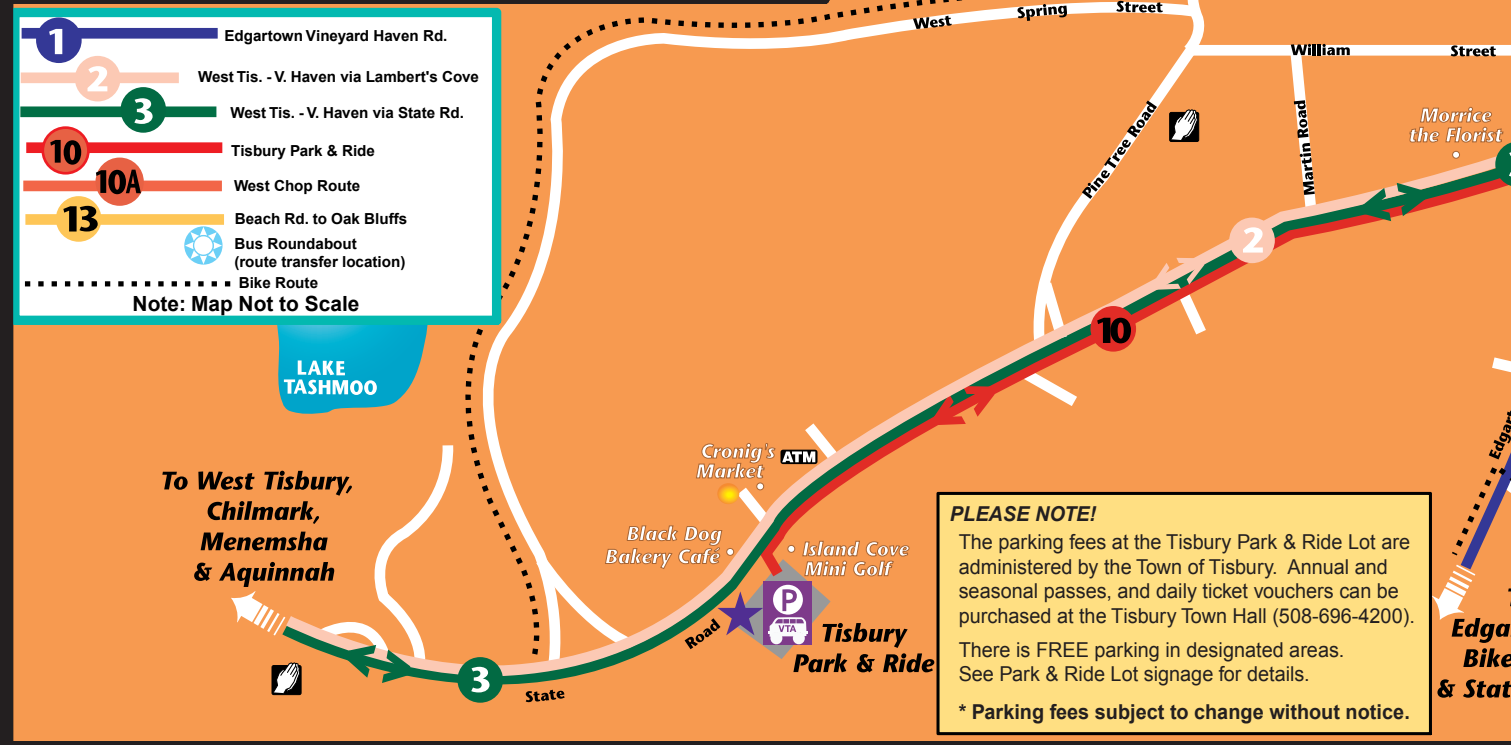 1
Edgartown Vineyard Haven Rd.
2
West Tis. - V. Haven via Lambert's Cove
3
West Tis. - V. Haven via State Rd.
10
Tisbury Park & Ride
10A
West Chop Route
13
Beach Rd. to Oak Bluffs
Bus Roundabout
(route transfer location)
Bike Route
Note: Map Not to Scale
West Spring Street
William Street
Pine Tree Road
Martin Road
Morrice
the Florist
2
10
LAKE
TASHMOO
Cronig's
Market
ATM
To West Tisbury,
Chilmark,
Menemsha
& Aquinnah
Black Dog
Bakery Café
Island Cove
Mini Golf
P
VTA
Tisbury
Park & Ride
3
State Road
PLEASE NOTE!
The parking fees at the Tisbury Park & Ride Lot are
administered by the Town of Tisbury. Annual and
seasonal passes, and daily ticket vouchers can be
purchased at the Tisbury Town Hall (508-696-4200).
There is FREE parking in designated areas.
See Park & Ride Lot signage for details.
* Parking fees subject to change without notice.
Edgart
Edga
Bike
& Stat